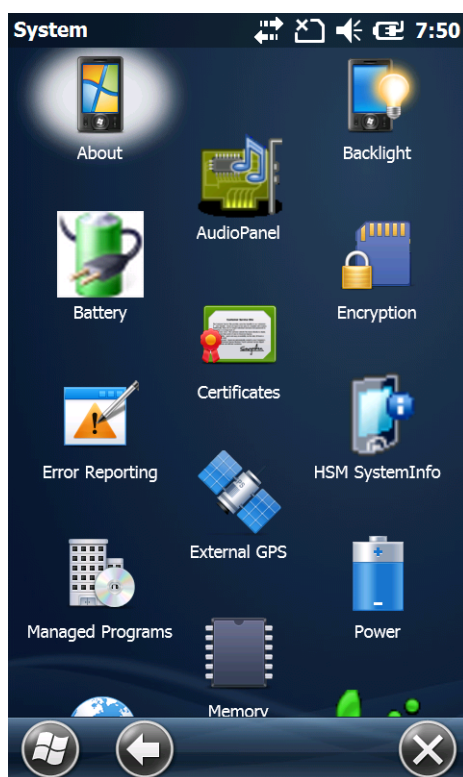 System
7:50
About
Backlight
AudioPanel
Battery
Encryption
Certificates
Error Reporting
HSM SystemInfo
External GPS
Managed Programs
Power
Memory